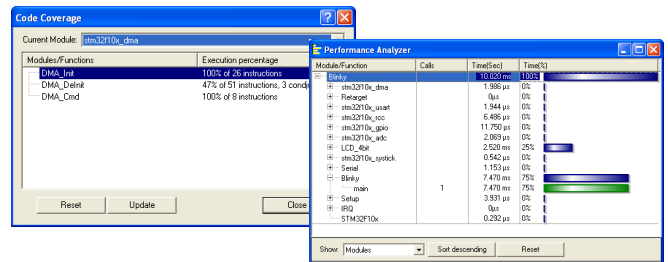 Code Coverage
Current Module: stm32f10x_dma
Modules/Functions Execution percentage
DMA_Init 100% of 26 instructions
DMA_DeInit 47% of 51 instructions, 3 condj
DMA_Cmd 100% of 8 instructions
Reset Update Close
Performance Analyzer
Module/Function Calls Time(Sec) Time(%)
Blinky 10.020 ms 100%
stm32f10x_dma 1.986 µs 0%
Retarget 0µs 0%
stm32f10x_usart 1.944 µs 0%
stm32f10x_rcc 6.486 µs 0%
stm32f10x_gpio 11.750 µs 0%
stm32f10x_adc 2.069 µs 0%
LCD_4bit 2.520 ms 25%
stm32f10x_systick 0.542 µs 0%
Serial 1.153 µs 0%
Blinky 7.470 ms 75%
main 1 7.470 ms 75%
Setup 3.931 µs 0%
IRQ 0µs 0%
STM32F10x 0.292 µs 0%
Show: Modules Sort descending Reset